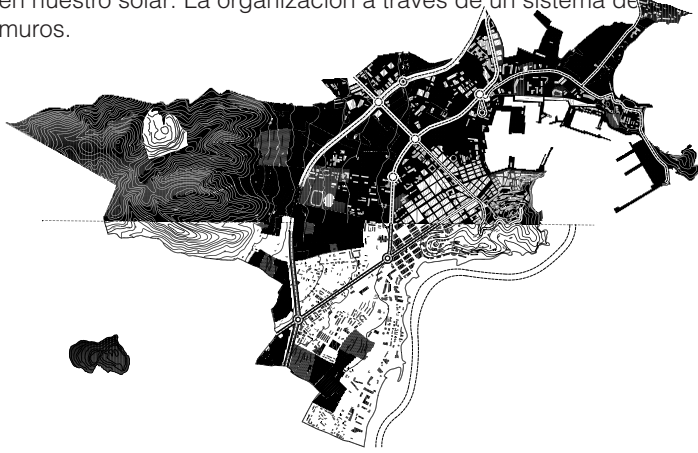 en nuestro solar. La organización a través de un sistema de
muros.